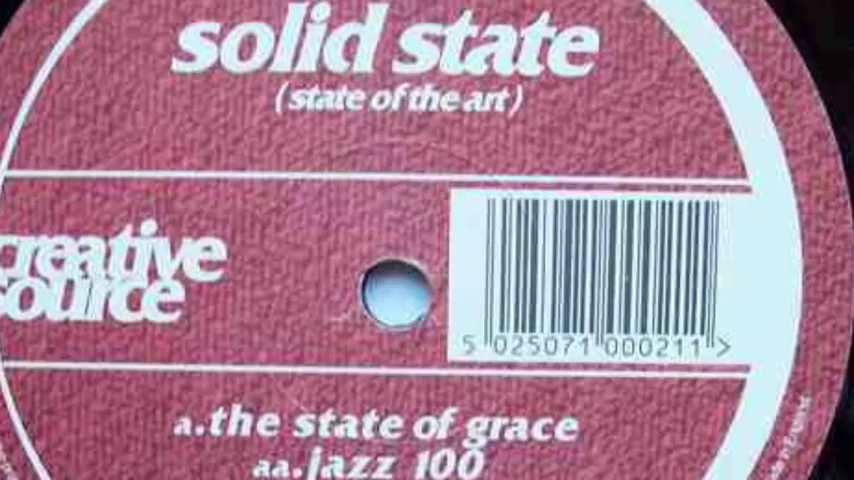 solid state
(state of the art)
creative
source
5 025071 000211 >
a.the state of grace
aa.jazz 100